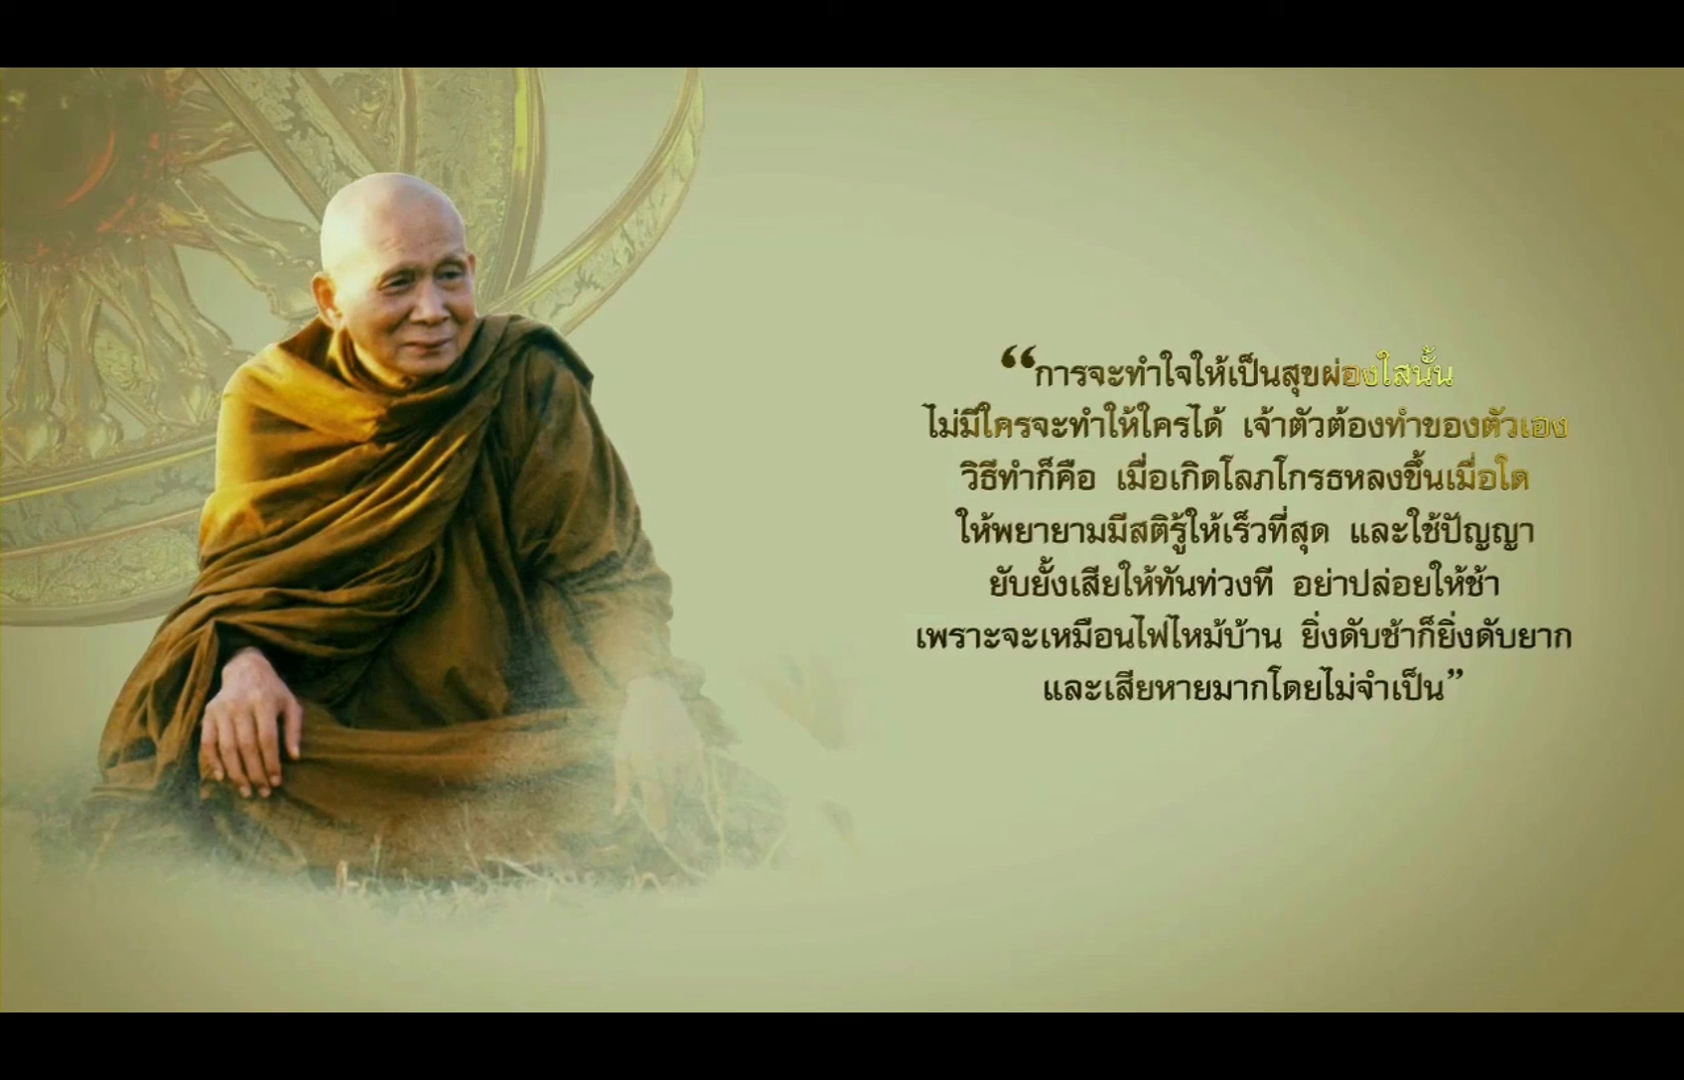 “การจะทำใจให้เป็นสุขผ่องใสนั้น
ไม่มีใครจะทำให้ใครได้ เจ้าตัวต้องทำของตัวเอง
วิธีทำก็คือ เมื่อเกิดโลภโกรธหลงขึ้นเมื่อใด
ให้พยายามมีสติรู้ให้เร็วที่สุด และใช้ปัญญา
ยับยั้งเสียให้ทันท่วงที อย่าปล่อยให้ช้า
เพราะจะเหมือนไฟไหม้บ้าน ยิ่งดับช้าก็ยิ่งดับยาก
และเสียหายมากโดยไม่จำเป็น”